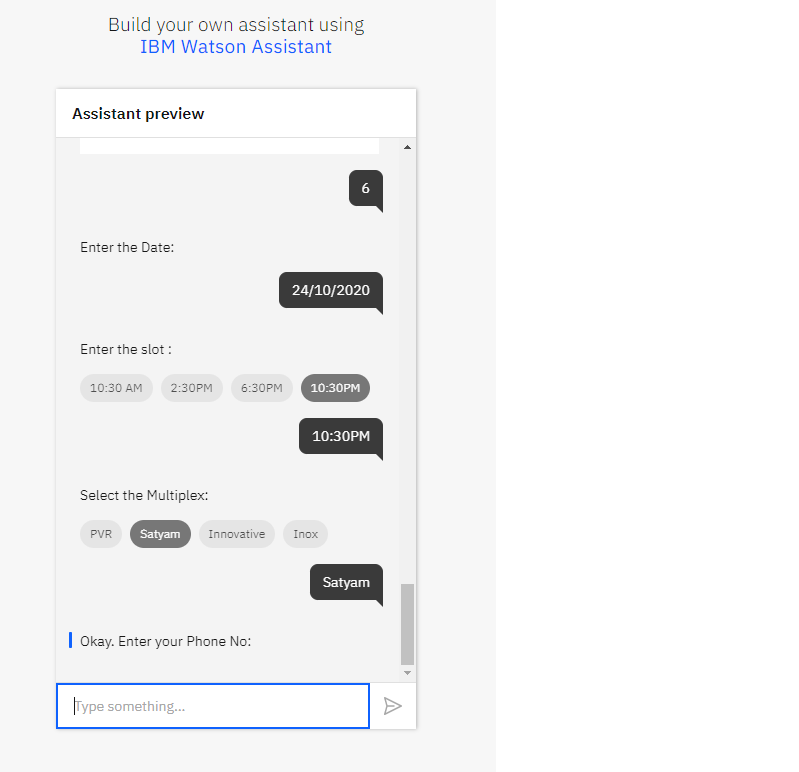 Build your own assistant using
IBM Watson Assistant
Assistant preview
6
Enter the Date:
24/10/2020
Enter the slot :
10:30 AM 2:30PM 6:30PM 10:30PM
10:30PM
Select the Multiplex:
PVR Satyam Innovative Inox
Satyam
Okay. Enter your Phone No:
Type something...